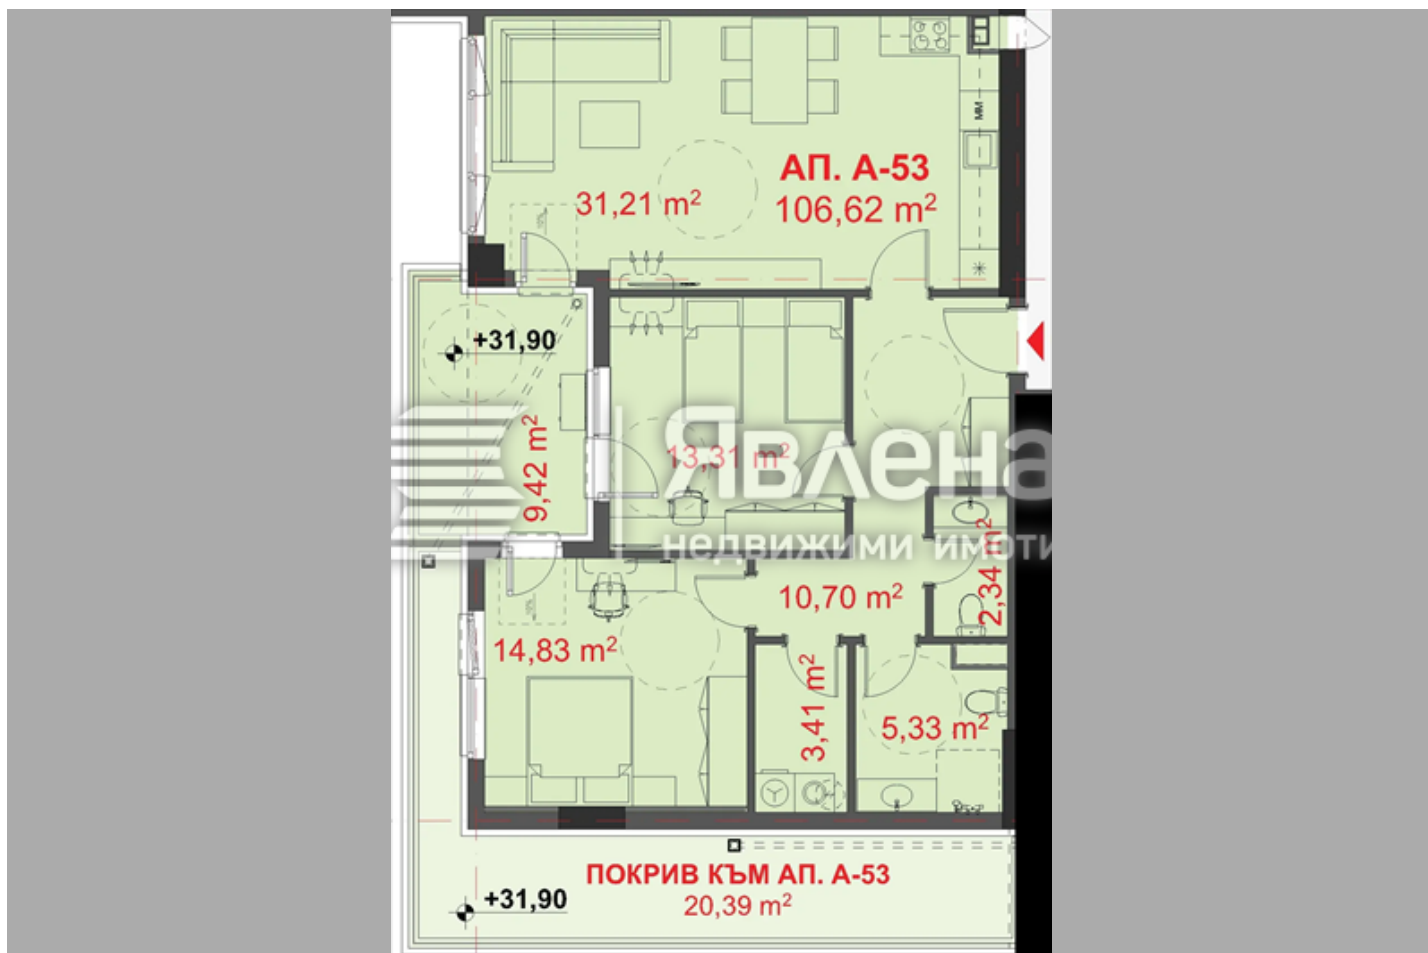 АП. А-53
31,21 m²
106,62 m²
MM
+31,90
9,42 m²
13,31 m²
Явлена
недвижими имоти
2,34 m²
10,70 m²
14,83 m²
3,41 m²
5,33 m²
ПОКРИВ КЪМ АП. А-53
20,39 m²
+31,90